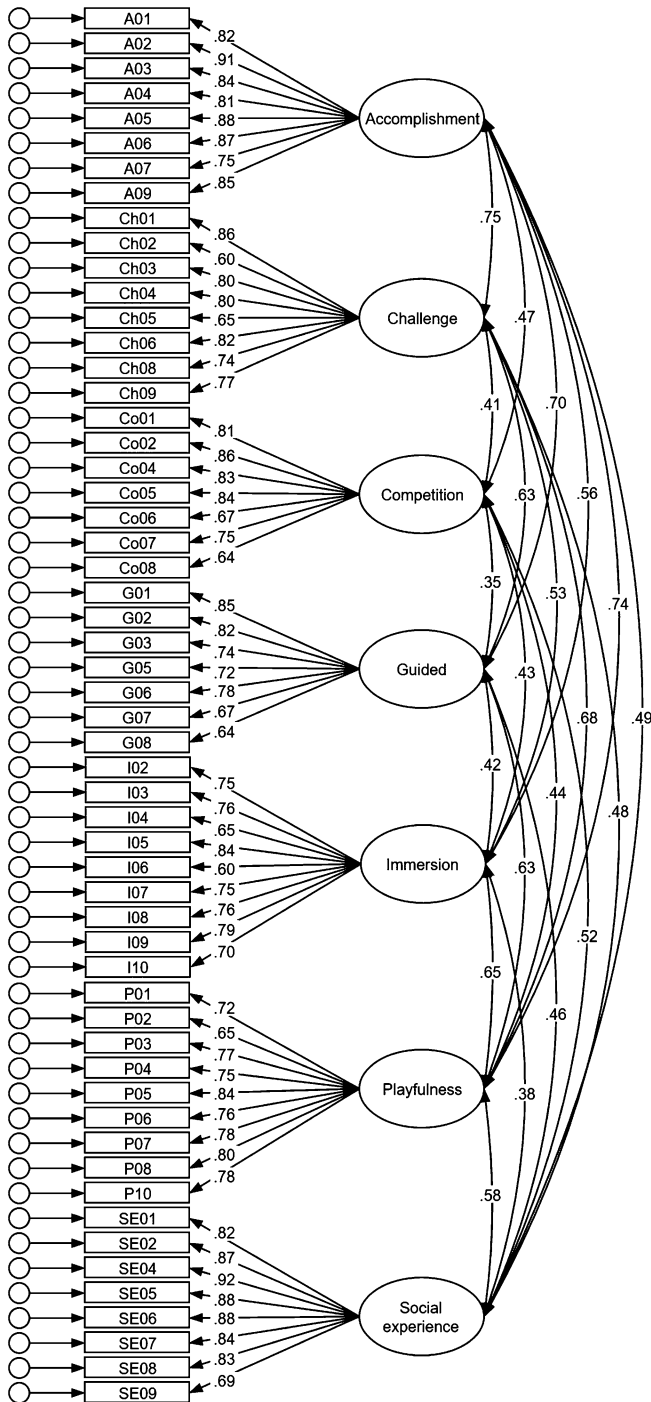 A01
A02
A03
A04
A05
A06
A07
A09
.82
.91
.84
.81
.88
.87
.75
.85
Accomplishment
Ch01
Ch02
Ch03
Ch04
Ch05
Ch06
Ch08
Ch09
.86
.60
.80
.80
.65
.82
.74
.77
Challenge
Co01
Co02
Co04
Co05
Co06
Co07
Co08
.81
.86
.83
.84
.67
.75
.64
Competition
G01
G02
G03
G05
G06
G07
G08
.85
.82
.74
.72
.78
.67
.64
Guided
I02
I03
I04
I05
I06
I07
I08
I09
I10
.75
.76
.65
.84
.60
.75
.76
.79
.70
Immersion
P01
P02
P03
P04
P05
P06
P07
P08
P10
.72
.65
.77
.75
.84
.76
.78
.80
.78
Playfulness
SE01
SE02
SE04
SE05
SE06
SE07
SE08
SE09
.82
.87
.92
.88
.88
.84
.83
.69
Social
experience
.75
.47
.41
.70
.63
.56
.35
.53
.74
.43
.68
.49
.42
.44
.48
.63
.52
.65
.46
.38
.58